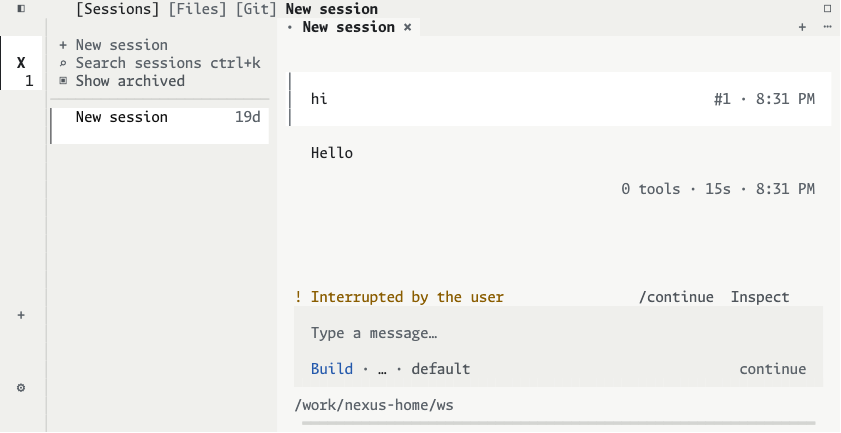 [Sessions] [Files] [Git] New session
· New session × + ⋯
+ New session
X ⌕ Search sessions ctrl+k
1 ▣ Show archived
New session 19d
hi #1 · 8:31 PM
Hello
0 tools · 15s · 8:31 PM
! Interrupted by the user /continue Inspect
+
Type a message…
Build · … · default continue
⚙
/work/nexus-home/ws